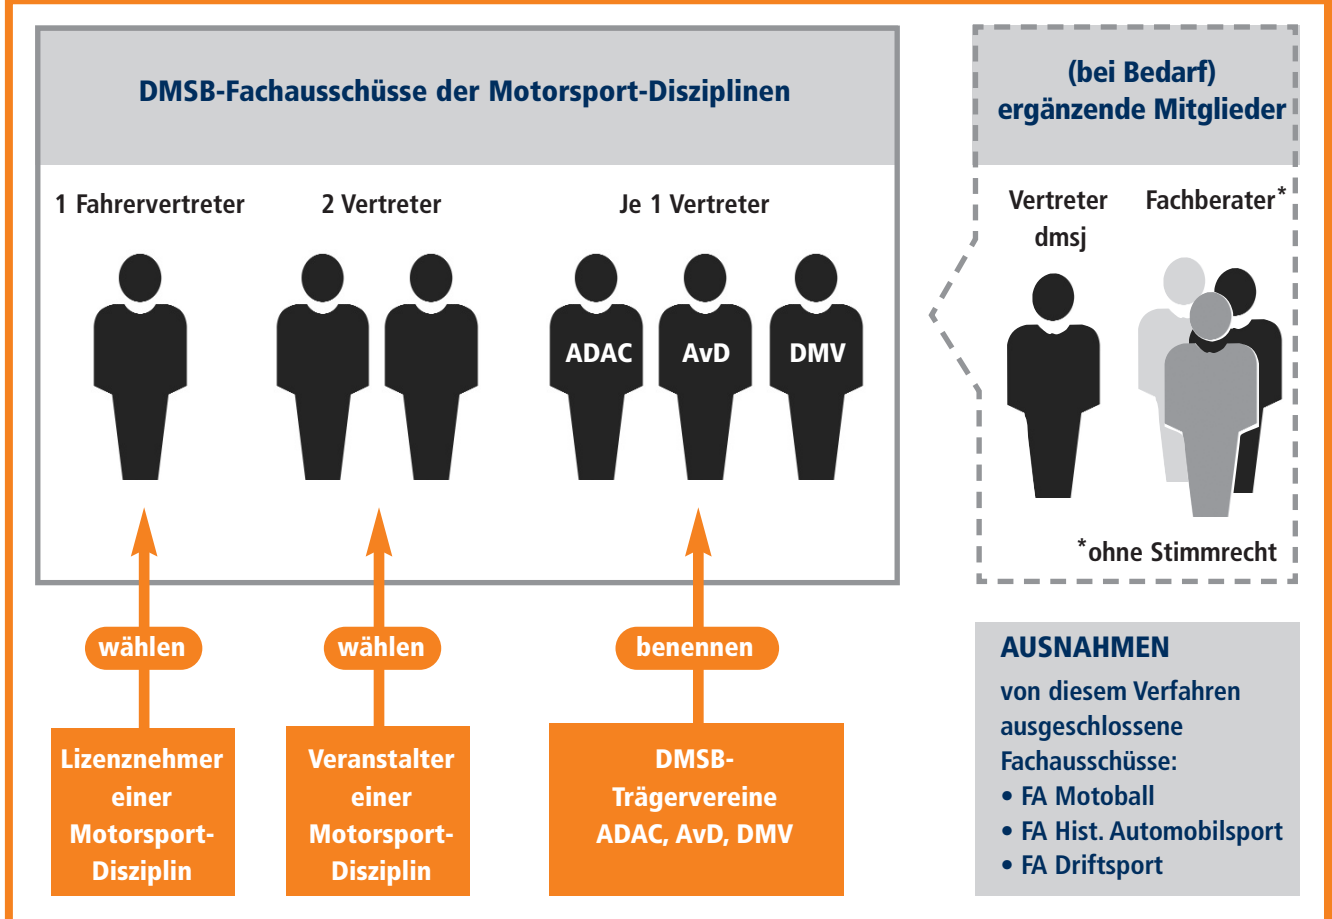 DMSB-Fachausschüsse der Motorsport-Disziplinen
1 Fahrervertreter
2 Vertreter
Je 1 Vertreter
ADAC
AvD
DMV
wählen
wählen
benennen
Lizenznehmer
einer
Motorsport-
Disziplin
Veranstalter
einer
Motorsport-
Disziplin
DMSB-
Trägervereine
ADAC, AvD, DMV
(bei Bedarf)
ergänzende Mitglieder
Vertreter
dmsj
Fachberater*
*ohne Stimmrecht
AUSNAHMEN
von diesem Verfahren
ausgeschlossene
Fachausschüsse:
• FA Motoball
• FA Hist. Automobilsport
• FA Driftsport